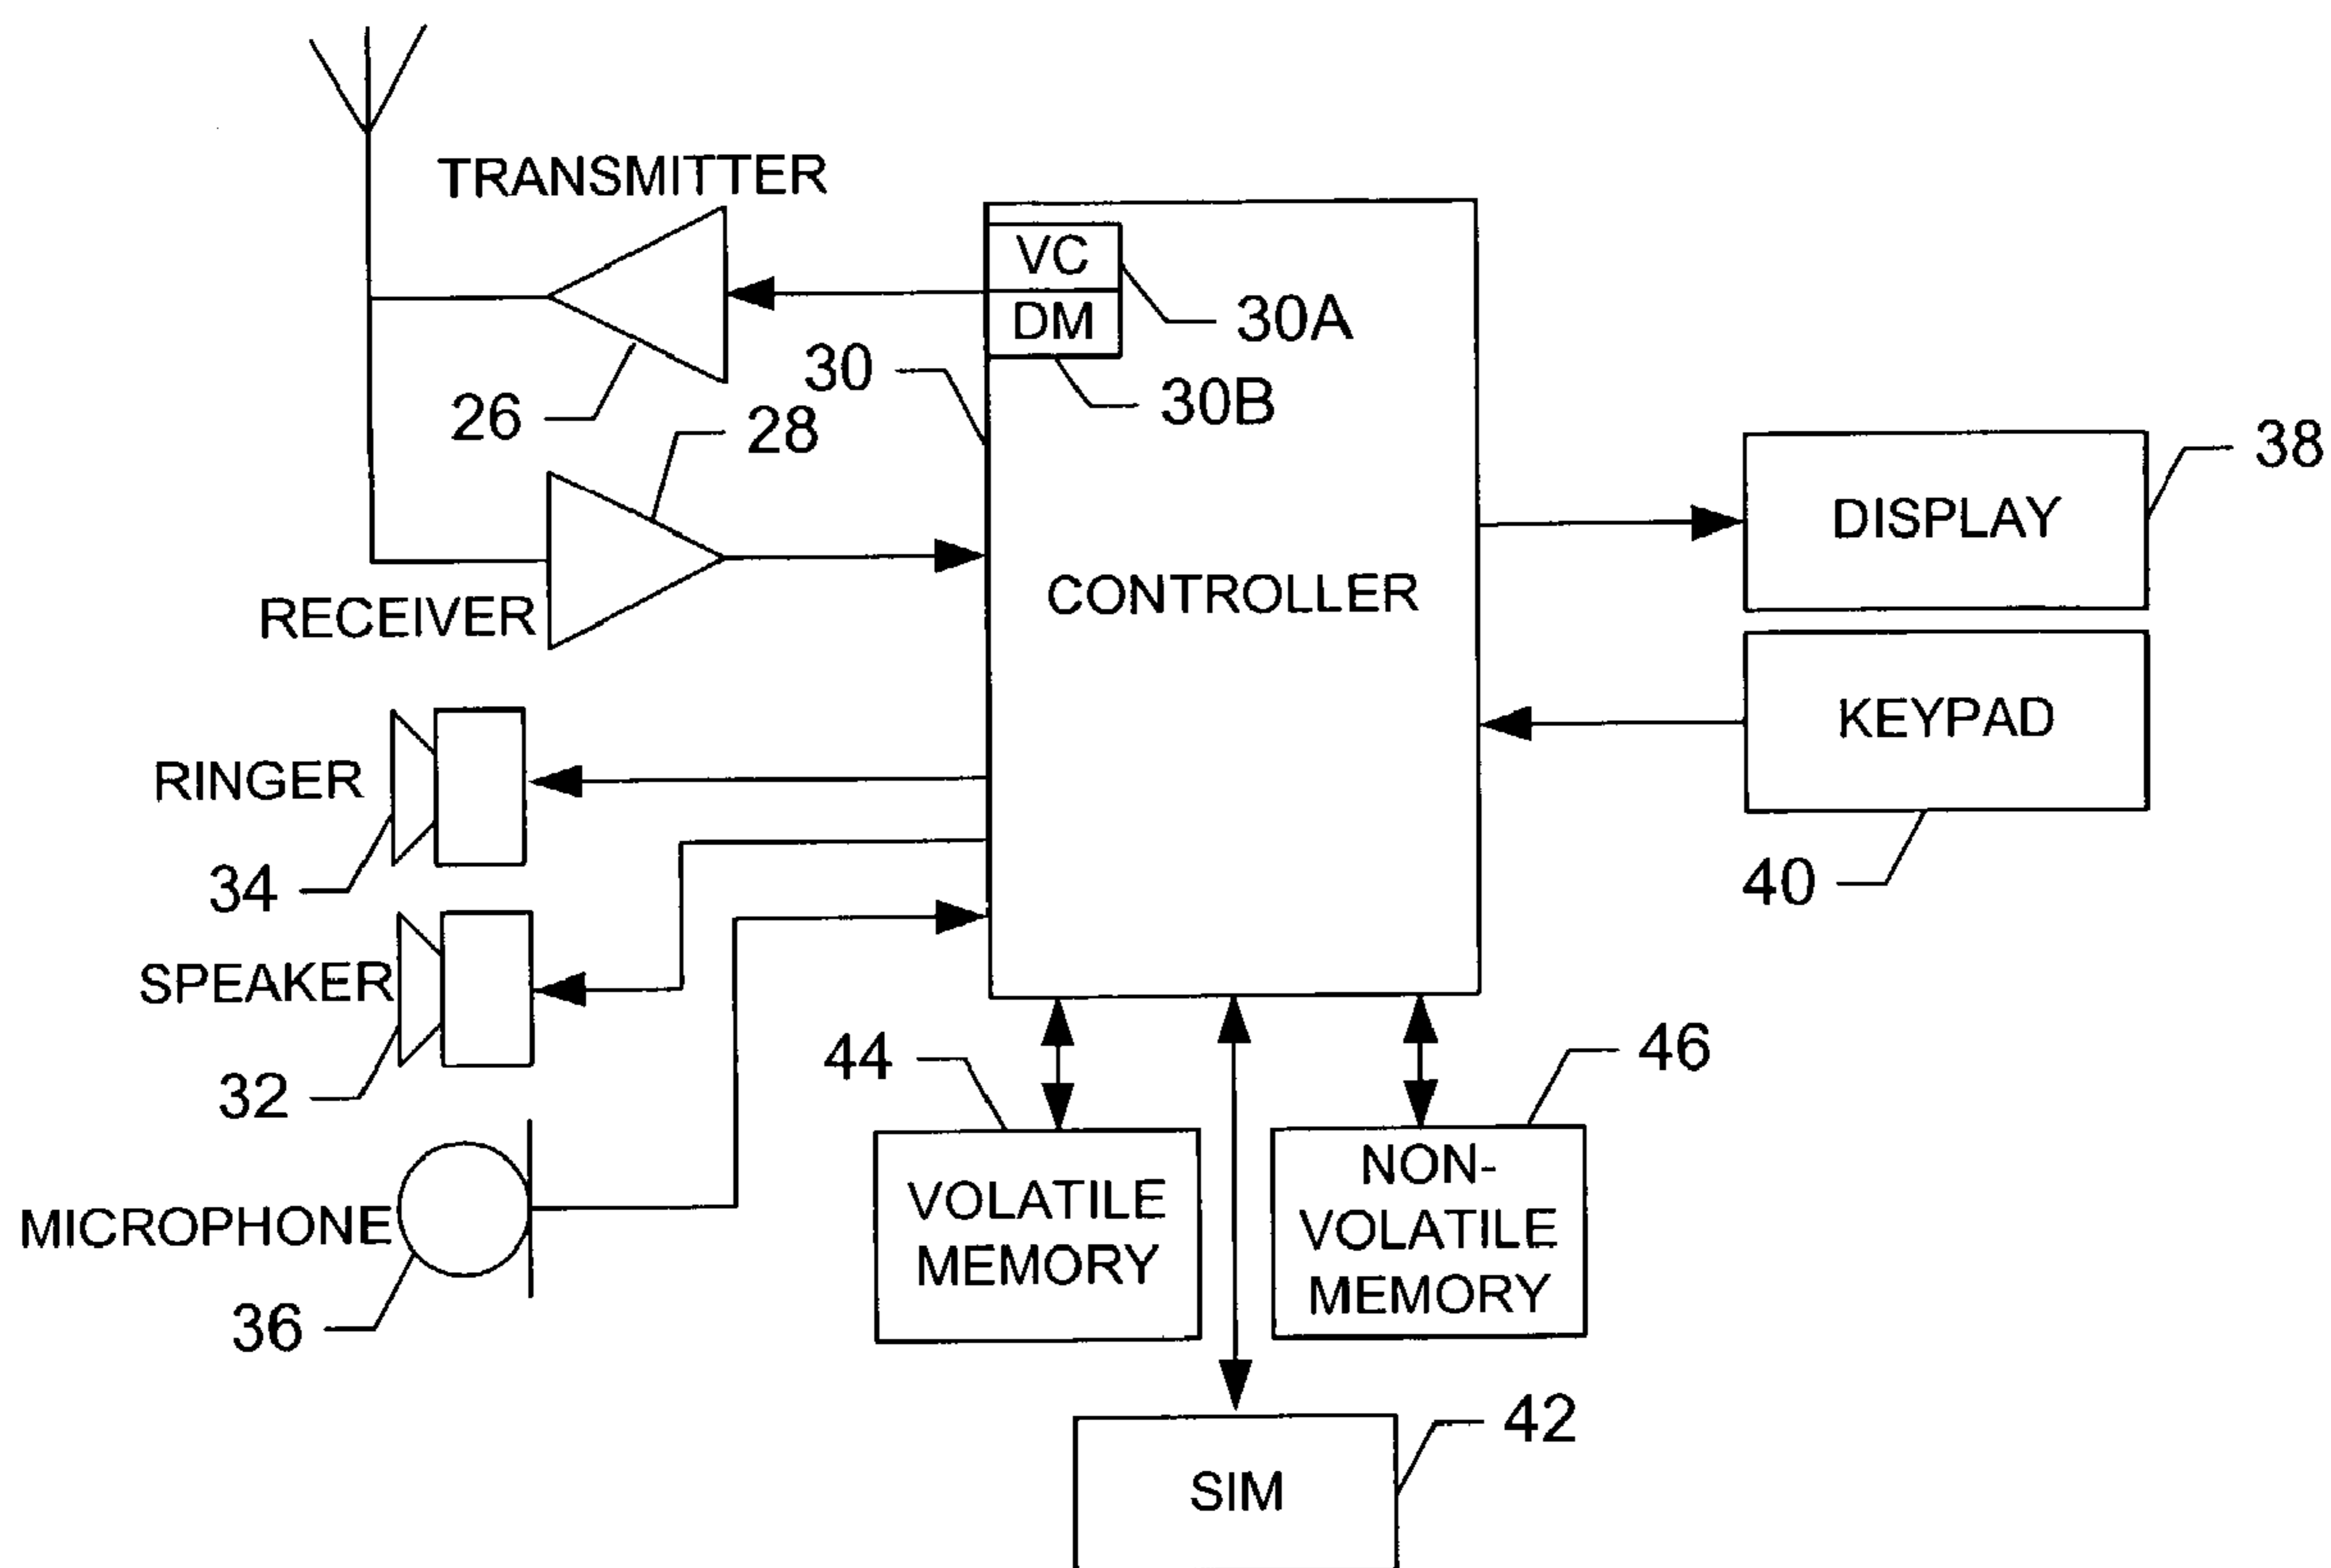 TRANSMITTER
VC
30A
DM
30
30B
26
28
38
DISPLAY
CONTROLLER
RECEIVER
KEYPAD
RINGER
34
40
SPEAKER
44
46
32
NON-
VOLATILE
MEMORY
VOLATILE
MEMORY
MICROPHONE
36
42
SIM